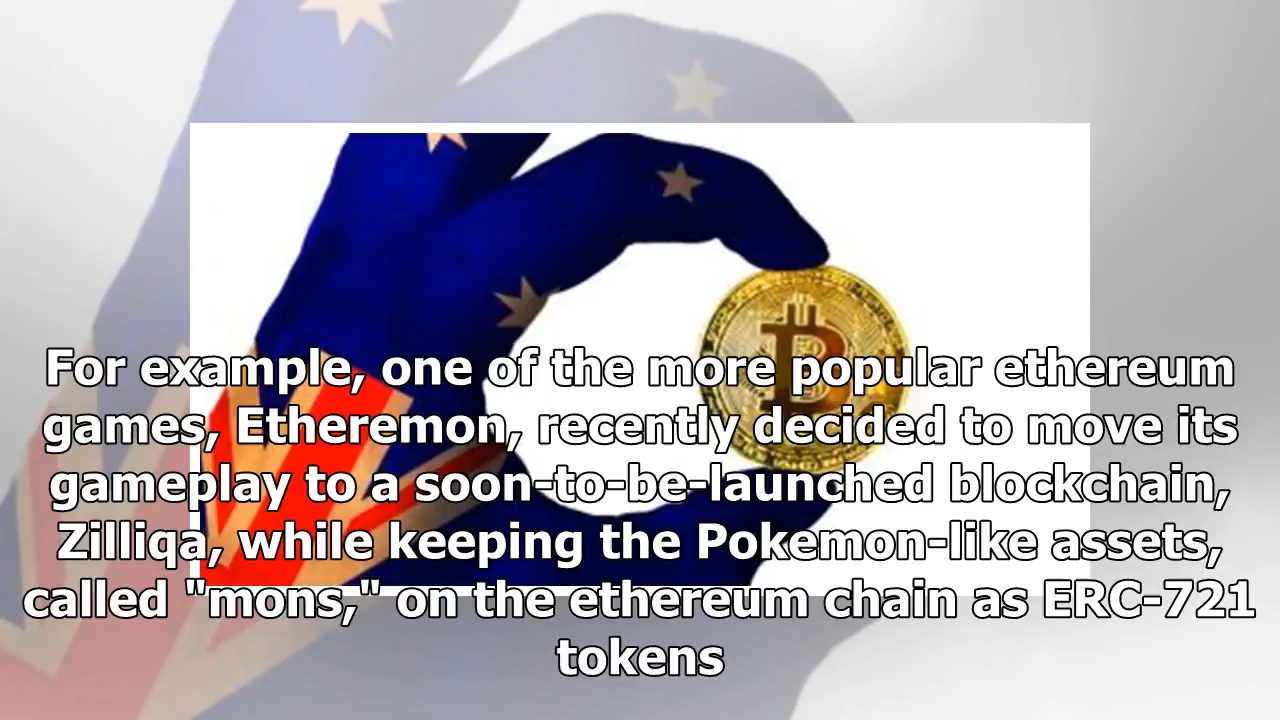 For example, one of the more popular ethereum
games, Etheremon, recently decided to move its
gameplay to a soon-to-be-launched blockchain,
Zilliqa, while keeping the Pokemon-like assets,
called "mons," on the ethereum chain as ERC-721
tokens